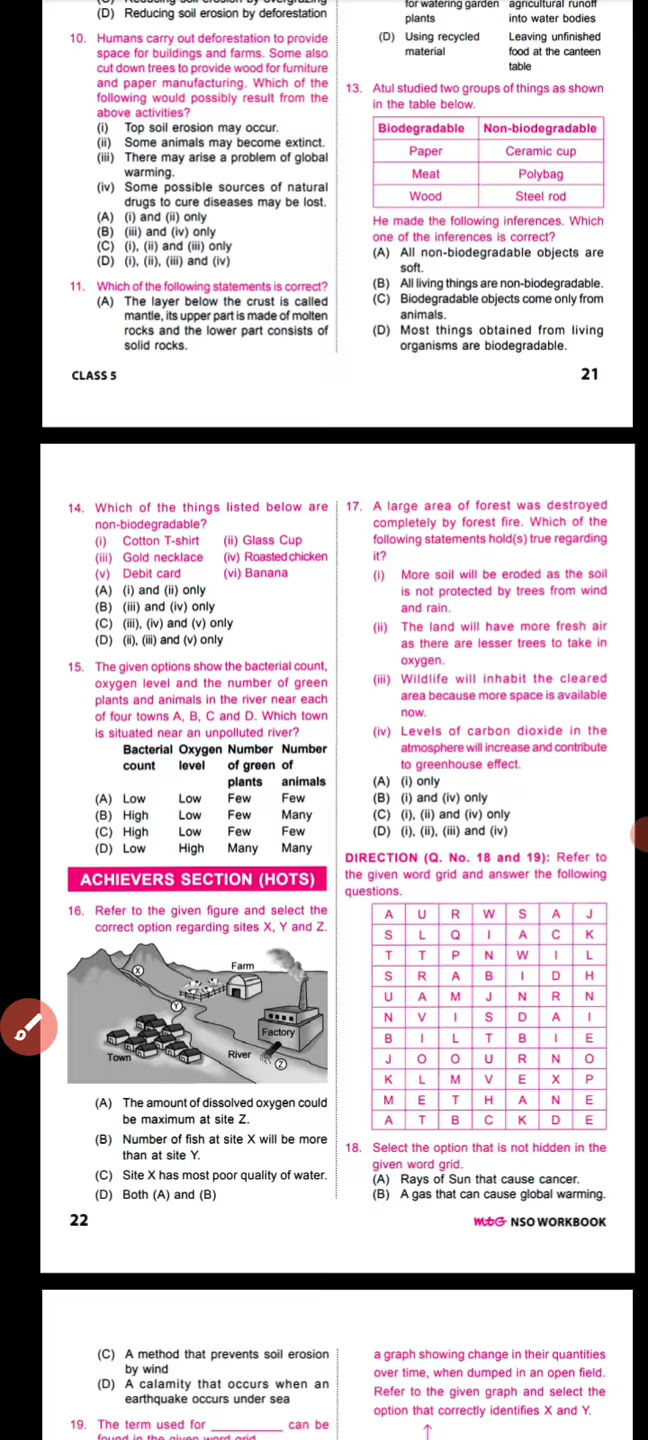 (D) Reducing soil erosion by deforestation
10. Humans carry out deforestation to provide
space for buildings and farms. Some also
cut down trees to provide wood for furniture
and paper manufacturing. Which of the
following would possibly result from the
above activities?
(i) Top soil erosion may occur.
(ii) Some animals may become extinct.
(iii) There may arise a problem of global
warming.
(iv) Some possible sources of natural
drugs to cure diseases may be lost.
(A) (i) and (ii) only
(B) (iii) and (iv) only
(C) (i), (ii) and (iii) only
(D) (i), (ii), (iii) and (iv)
11. Which of the following statements is correct?
(A) The layer below the crust is called
mantle, its upper part is made of molten
rocks and the lower part consists of
solid rocks.
for watering garden agricultural runoff
plants into water bodies
(D) Using recycled Leaving unfinished
material food at the canteen
table
13. Atul studied two groups of things as shown
in the table below.
Biodegradable Non-biodegradable
Paper Ceramic cup
Meat Polybag
Wood Steel rod
He made the following inferences. Which
one of the inferences is correct?
(A) All non-biodegradable objects are
soft.
(B) All living things are non-biodegradable.
(C) Biodegradable objects come only from
animals.
(D) Most things obtained from living
organisms are biodegradable.
CLASS 5 21
14. Which of the things listed below are
non-biodegradable?
(i) Cotton T-shirt (ii) Glass Cup
(iii) Gold necklace (iv) Roasted chicken
(v) Debit card (vi) Banana
(A) (i) and (ii) only
(B) (iii) and (iv) only
(C) (iii), (iv) and (v) only
(D) (ii), (iii) and (v) only
15. The given options show the bacterial count,
oxygen level and the number of green
plants and animals in the river near each
of four towns A, B, C and D. Which town
is situated near an unpolluted river?
Bacterial Oxygen Number Number
count level of green of
plants animals
(A) Low Low Few Few
(B) High Low Few Many
(C) High Low Few Few
(D) Low High Many Many
ACHIEVERS SECTION (HOTS)
16. Refer to the given figure and select the
correct option regarding sites X, Y and Z.
X
Farm
Y
Factory
Town
River
Z
(A) The amount of dissolved oxygen could
be maximum at site Z.
(B) Number of fish at site X will be more
than at site Y.
(C) Site X has most poor quality of water.
(D) Both (A) and (B)
17. A large area of forest was destroyed
completely by forest fire. Which of the
following statements hold(s) true regarding
it?
(i) More soil will be eroded as the soil
is not protected by trees from wind
and rain.
(ii) The land will have more fresh air
as there are lesser trees to take in
oxygen.
(iii) Wildlife will inhabit the cleared
area because more space is available
now.
(iv) Levels of carbon dioxide in the
atmosphere will increase and contribute
to greenhouse effect.
(A) (i) only
(B) (i) and (iv) only
(C) (i), (ii) and (iv) only
(D) (i), (ii), (iii) and (iv)
DIRECTION (Q. No. 18 and 19): Refer to
the given word grid and answer the following
questions.
A U R W S A J
S L Q I A C K
T T P N W I L
S R A B I D H
U A M J N R N
N V I S D A I
B I L T B I E
J O O U R N O
K L M V E X P
M E T H A N E
A T B C K D E
18. Select the option that is not hidden in the
given word grid.
(A) Rays of Sun that cause cancer.
(B) A gas that can cause global warming.
22 MtG NSO WORKBOOK
(C) A method that prevents soil erosion
by wind
(D) A calamity that occurs when an
earthquake occurs under sea
19. The term used for ________ can be
found in the given word grid
a graph showing change in their quantities
over time, when dumped in an open field.
Refer to the given graph and select the
option that correctly identifies X and Y.